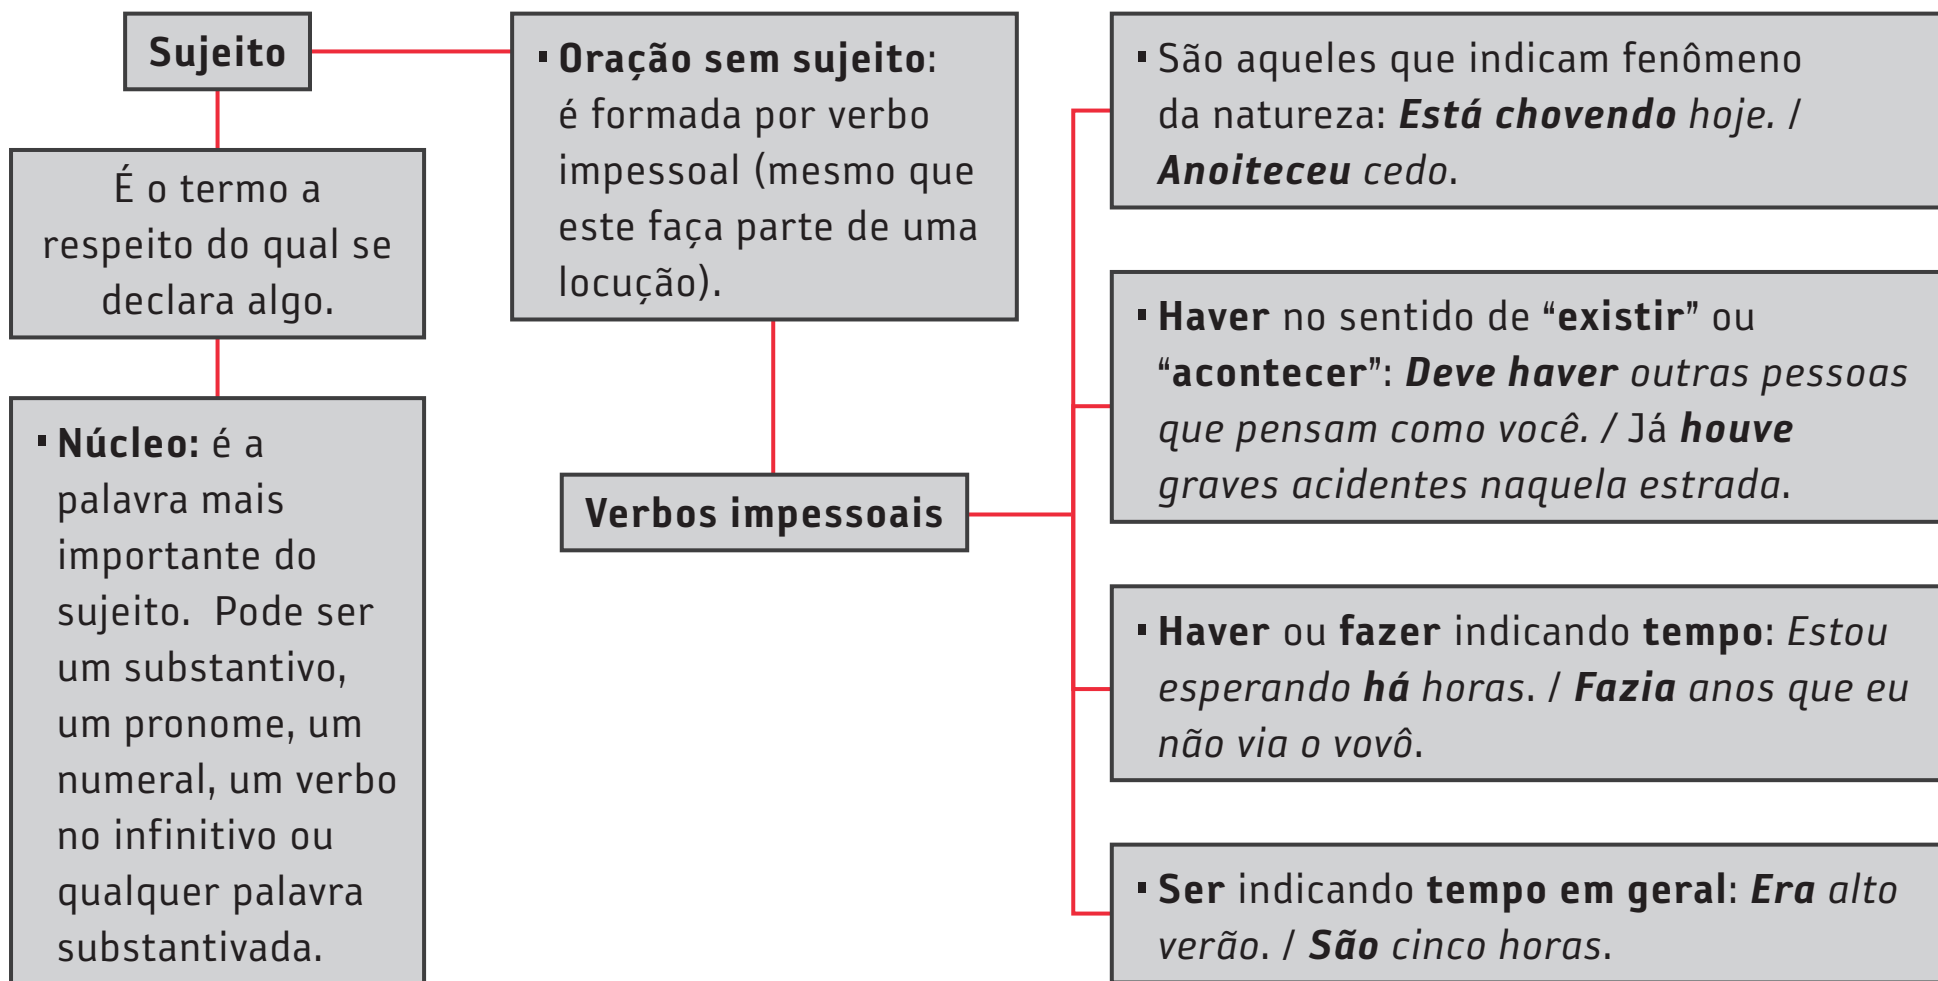 Sujeito
É o termo a
respeito do qual se
declara algo.
▪ Núcleo: é a
palavra mais
importante do
sujeito. Pode ser
um substantivo,
um pronome, um
numeral, um verbo
no infinitivo ou
qualquer palavra
substantivada.
▪ Oração sem sujeito:
é formada por verbo
impessoal (mesmo que
este faça parte de uma
locução).
Verbos impessoais
▪ São aqueles que indicam fenômeno
da natureza: Está chovendo hoje. /
Anoiteceu cedo.
▪ Haver no sentido de “existir” ou
“acontecer”: Deve haver outras pessoas
que pensam como você. / Já houve
graves acidentes naquela estrada.
▪ Haver ou fazer indicando tempo: Estou
esperando há horas. / Fazia anos que eu
não via o vovô.
▪ Ser indicando tempo em geral: Era alto
verão. / São cinco horas.